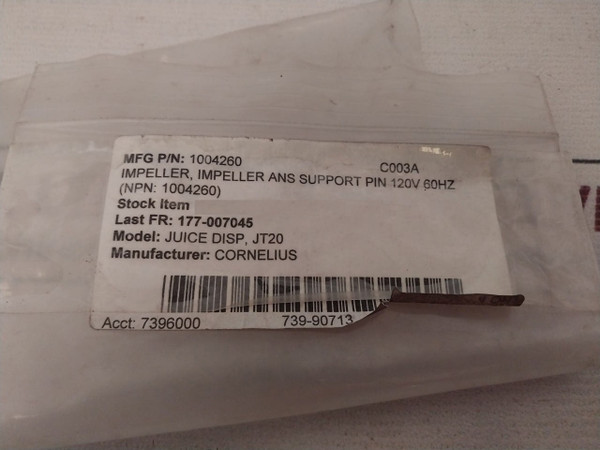 MFG P/N: 1004260
C003A
IMPELLER, IMPELLER ANS SUPPORT PIN 120V 60HZ
(NPN: 1004260)
Stock Item
Last FR: 177-007045
Model: JUICE DISP, JT20
Manufacturer: CORNELIUS
Acct: 7396000
739-90713